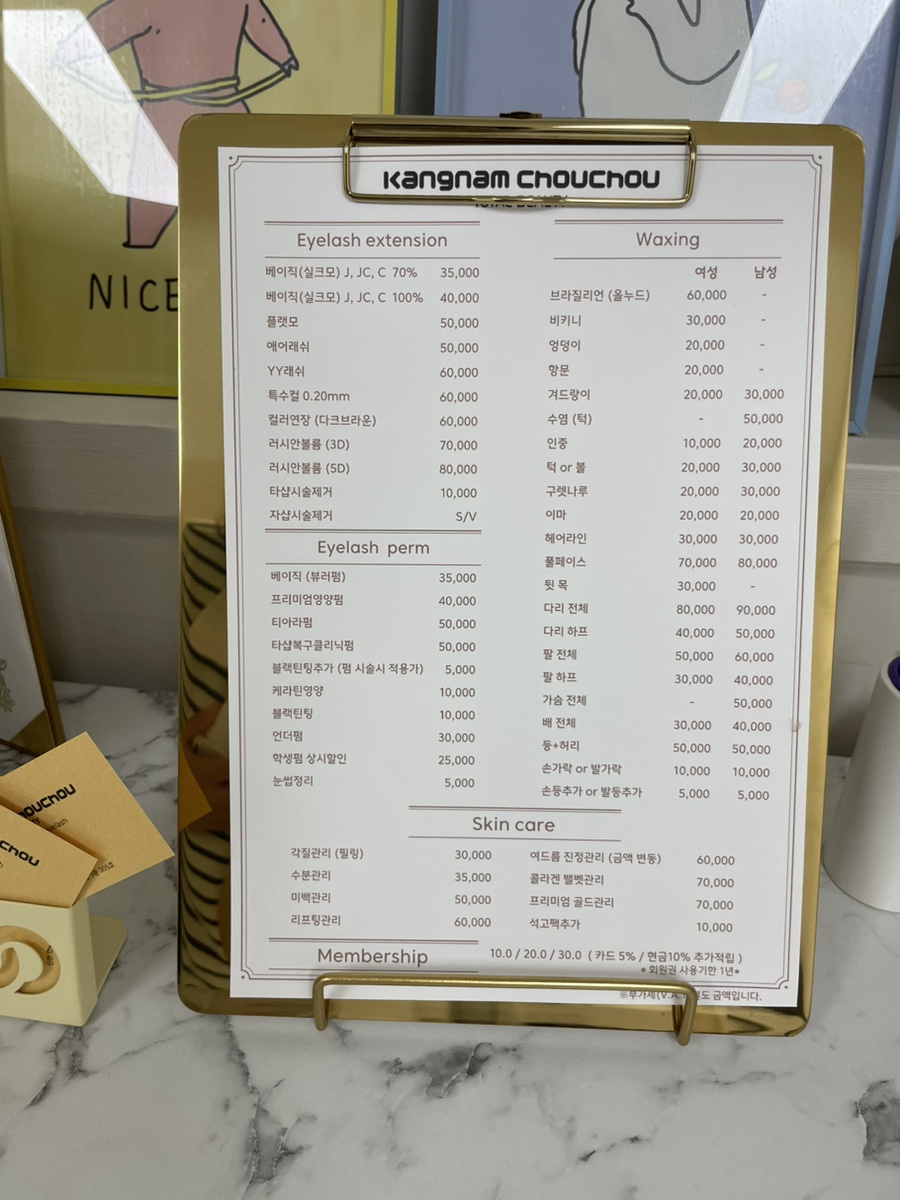 NICE
Kangnam chouchou
Eyelash extension
베이직(실크모) J, JC, C 70% 35,000
베이직(실크모) J, JC, C 100% 40,000
플랫모 50,000
애어래쉬 50,000
YY래쉬 60,000
특수컬 0.20mm 60,000
컬러연장 (다크브라운) 60,000
러시안볼륨 (3D) 70,000
러시안볼륨 (5D) 80,000
타샵시술제거 10,000
자샵시술제거 S/V
Eyelash perm
베이직 (뷰러펌) 35,000
프리미엄영양펌 40,000
티아라펌 50,000
타샵복구클리닉펌 50,000
블랙틴팅추가 (펌 시술시 적용가) 5,000
케라틴영양 10,000
블랙틴팅 10,000
언더펌 30,000
학생펌 상시할인 25,000
눈썹정리 5,000
Waxing
여성 남성
브라질리언 (올누드) 60,000 -
비키니 30,000 -
엉덩이 20,000 -
항문 20,000 -
겨드랑이 20,000 30,000
수염 (턱) - 50,000
인중 10,000 20,000
턱 or 볼 20,000 30,000
구렛나루 20,000 30,000
이마 20,000 20,000
헤어라인 30,000 30,000
풀페이스 70,000 80,000
뒷 목 30,000 -
다리 전체 80,000 90,000
다리 하프 40,000 50,000
팔 전체 50,000 60,000
팔 하프 30,000 40,000
가슴 전체 - 50,000
배 전체 30,000 40,000
등+허리 50,000 50,000
손가락 or 발가락 10,000 10,000
손등추가 or 발등추가 5,000 5,000
Skin care
각질관리 (필링) 30,000
수분관리 35,000
미백관리 50,000
리프팅관리 60,000
여드름 진정관리 (금액 변동) 60,000
콜라겐 밸벳관리 70,000
프리미엄 골드관리 70,000
석고팩추가 10,000
Membership
10.0 / 20.0 / 30.0 ( 카드 5% / 현금10% 추가적립 )
* 회원권 사용기한 1년*
※부가세(V.A. 도 금액입니다.
chouchou